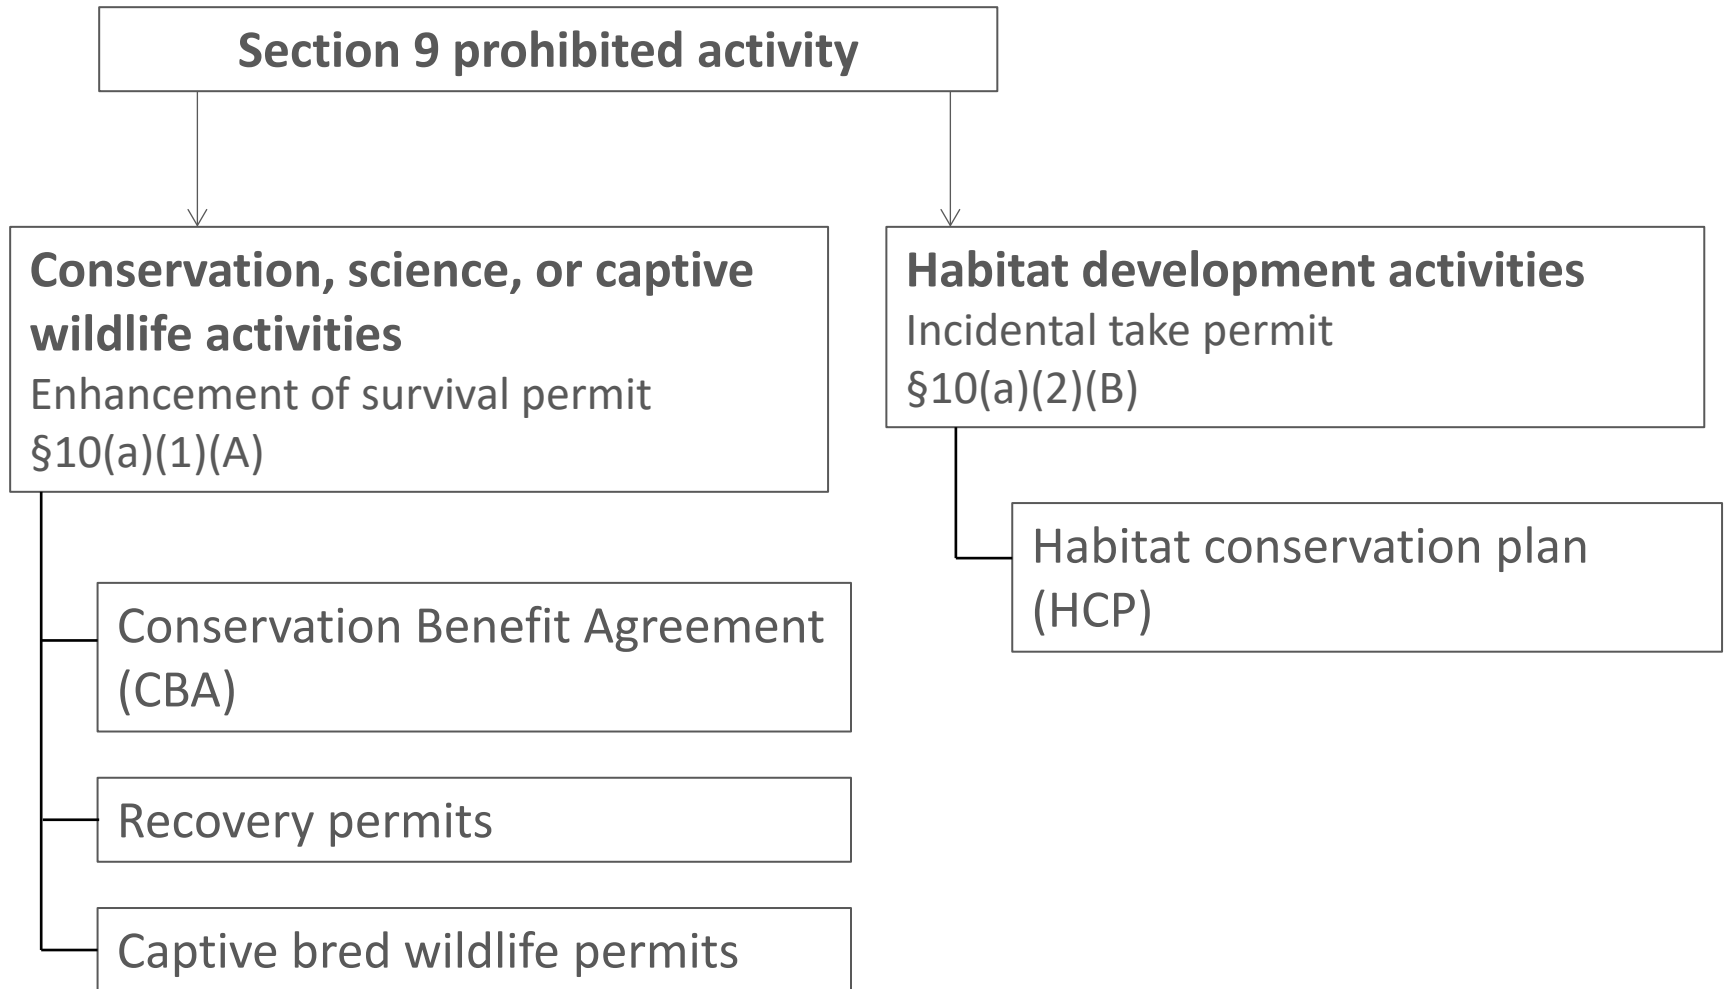 Section 9 prohibited activity
Conservation, science, or captive
wildlife activities
Enhancement of survival permit
§10(a)(1)(A)
Habitat development activities
Incidental take permit
§10(a)(2)(B)
Habitat conservation plan
(HCP)
Conservation Benefit Agreement
(CBA)
Recovery permits
Captive bred wildlife permits